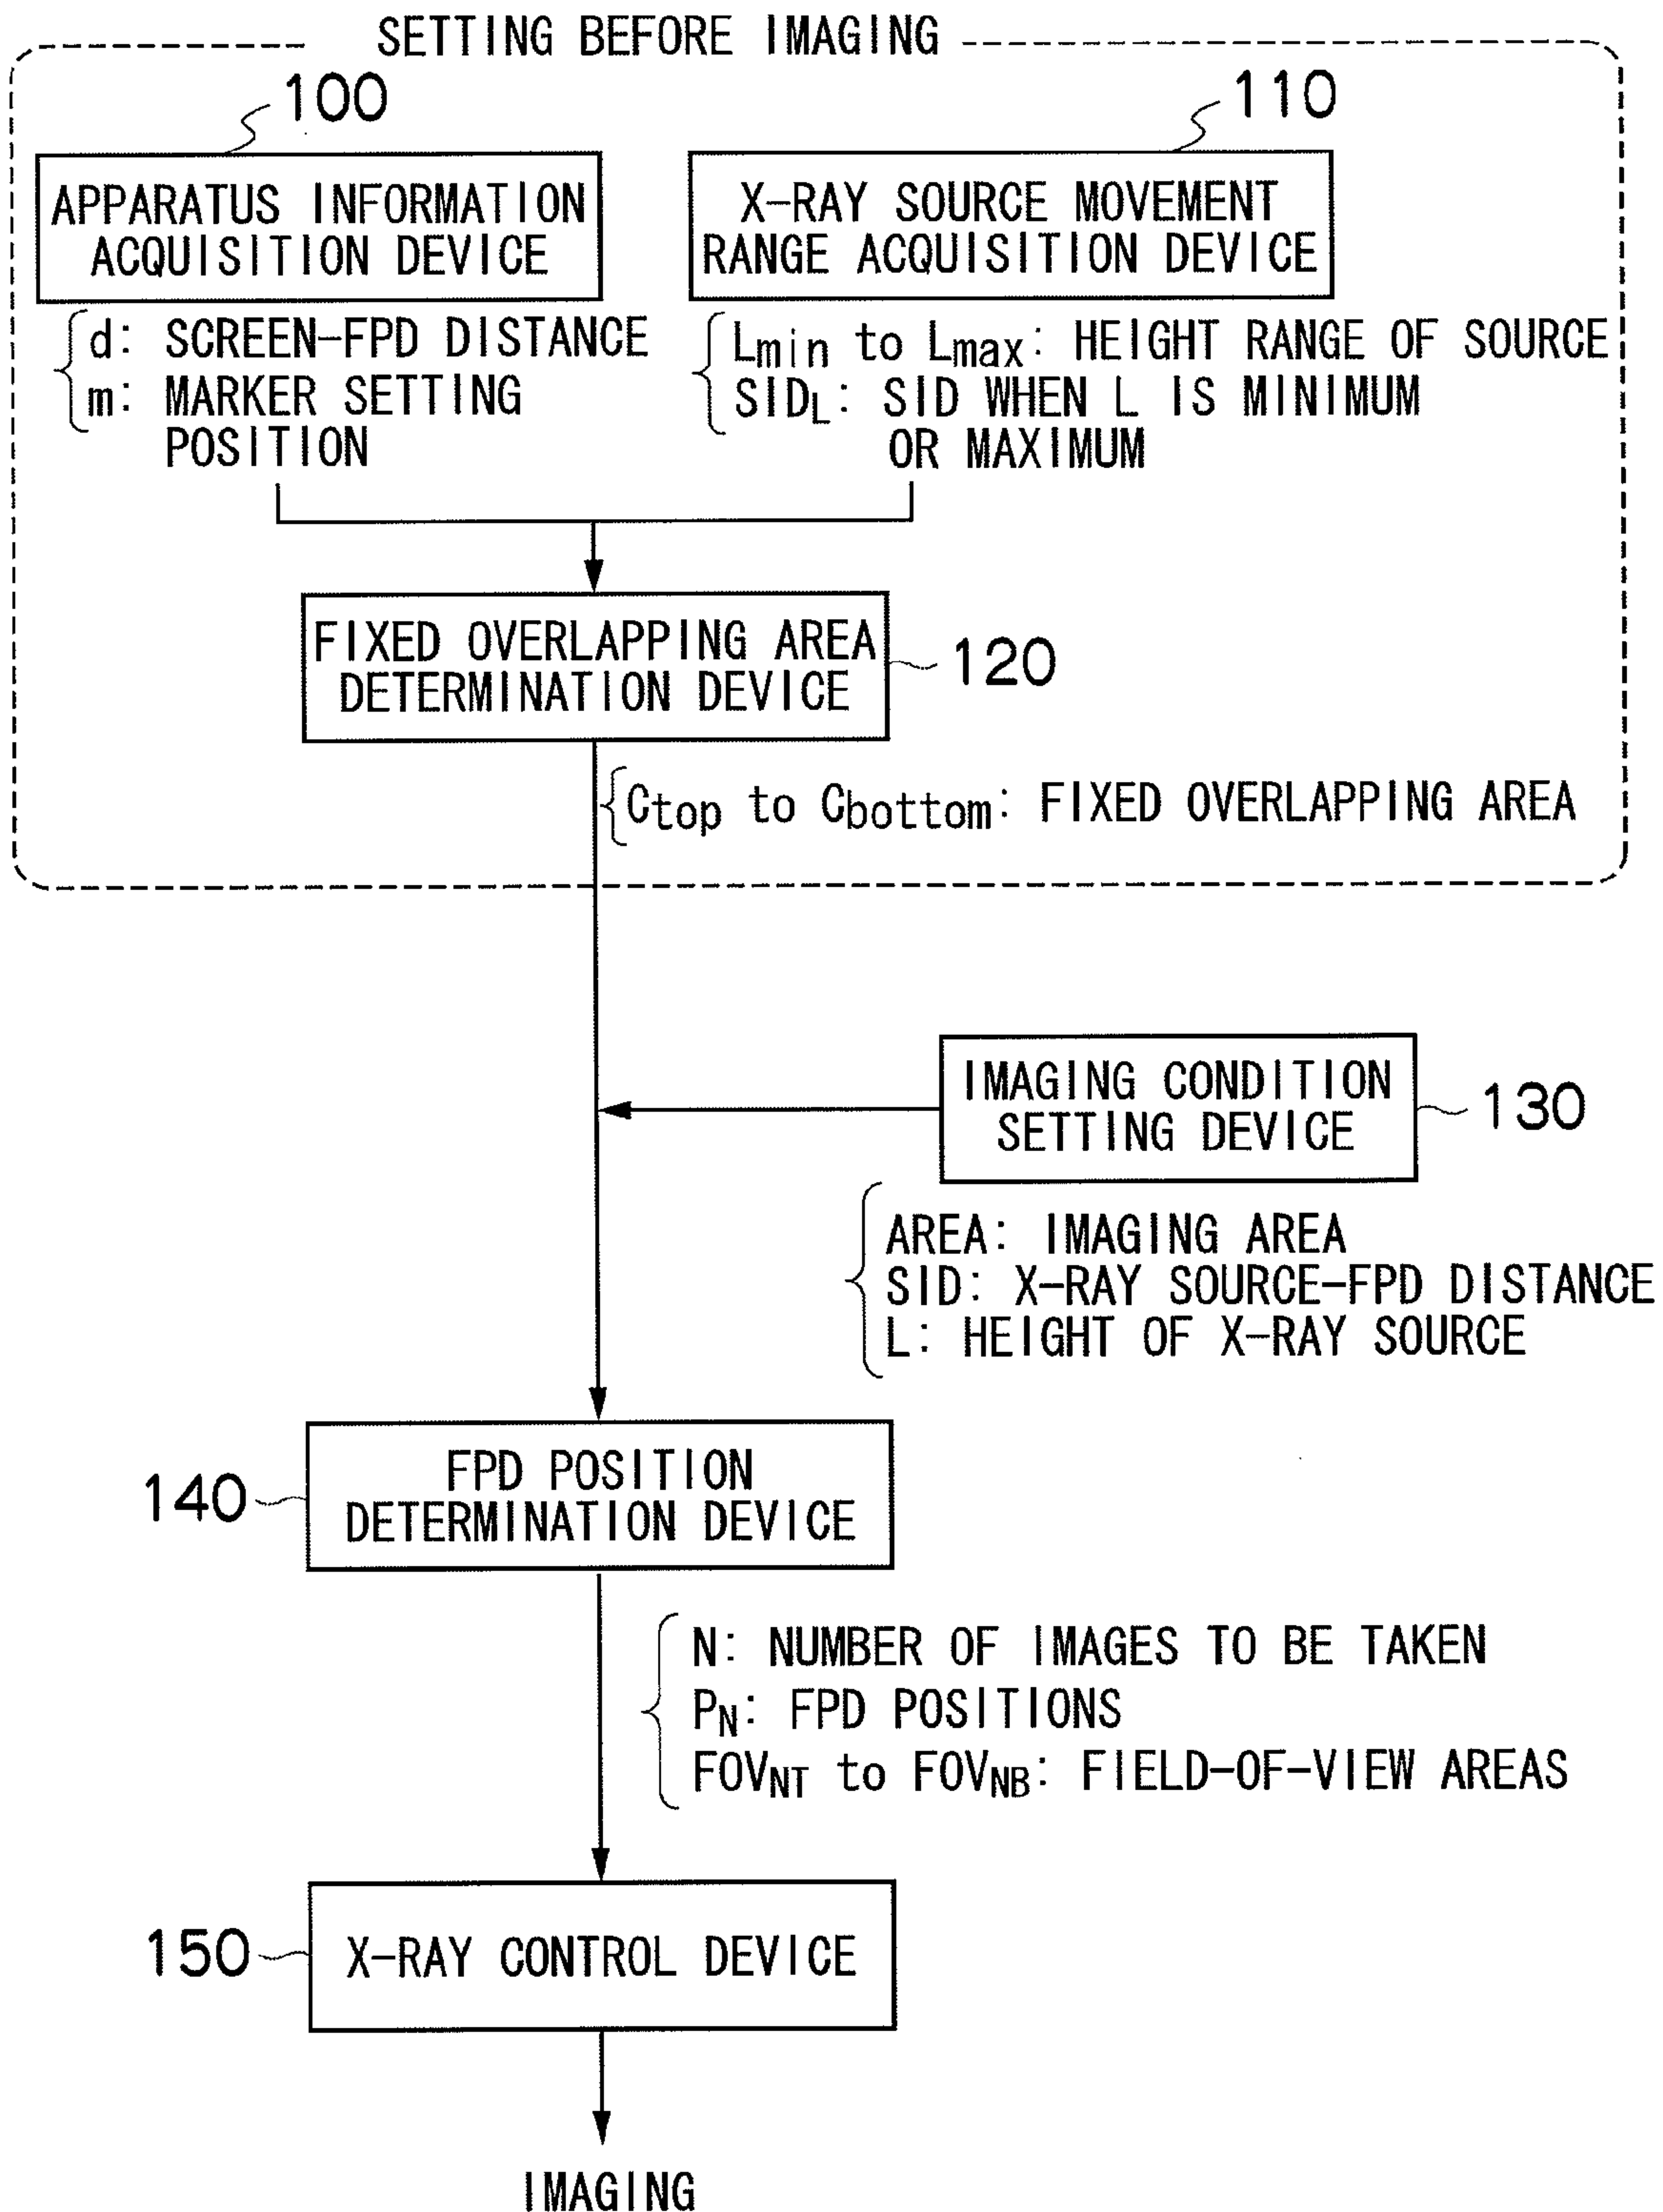 SETTING BEFORE IMAGING
100
110
APPARATUS INFORMATION
ACQUISITION DEVICE
X-RAY SOURCE MOVEMENT
RANGE ACQUISITION DEVICE
d: SCREEN-FPD DISTANCE
m: MARKER SETTING
POSITION
Lmin to Lmax: HEIGHT RANGE OF SOURCE
SIDL: SID WHEN L IS MINIMUM
OR MAXIMUM
FIXED OVERLAPPING AREA
DETERMINATION DEVICE
120
Ctop to Cbottom: FIXED OVERLAPPING AREA
IMAGING CONDITION
SETTING DEVICE
130
AREA: IMAGING AREA
SID: X-RAY SOURCE-FPD DISTANCE
L: HEIGHT OF X-RAY SOURCE
140
FPD POSITION
DETERMINATION DEVICE
N: NUMBER OF IMAGES TO BE TAKEN
PN: FPD POSITIONS
FOVNT to FOVNB: FIELD-OF-VIEW AREAS
150
X-RAY CONTROL DEVICE
IMAGING